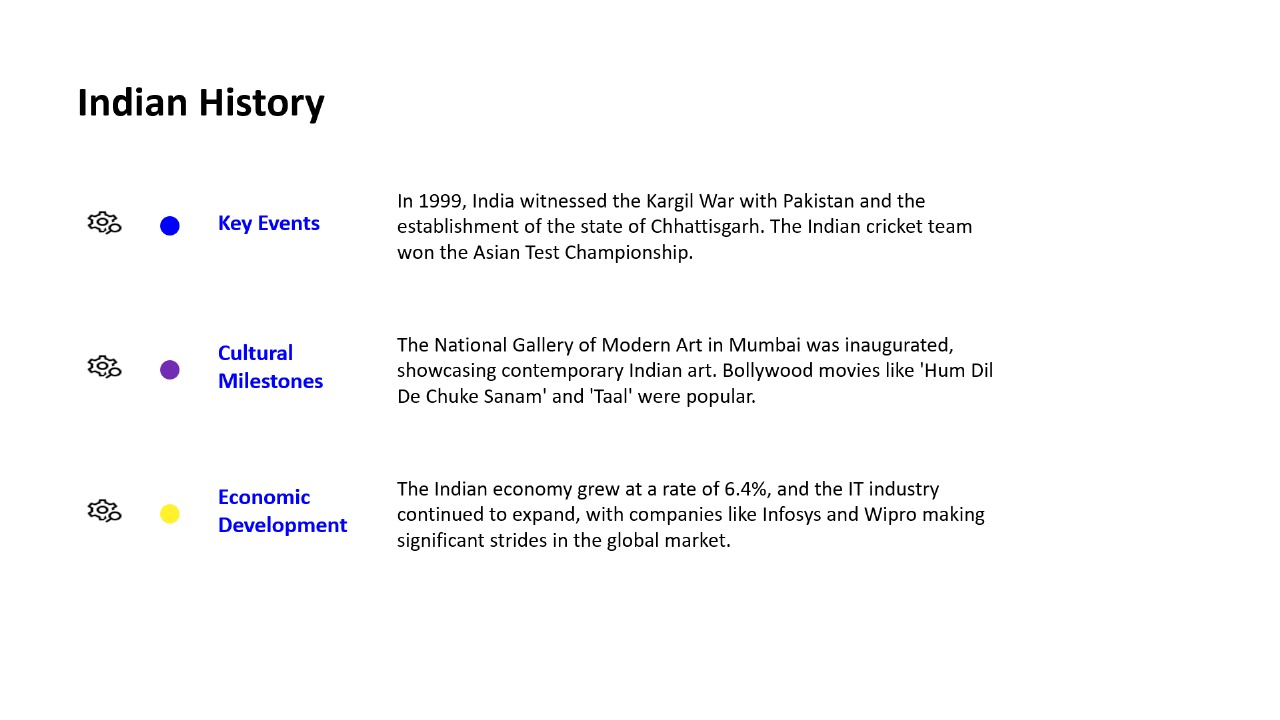 Indian History
Key Events
In 1999, India witnessed the Kargil War with Pakistan and the
establishment of the state of Chhattisgarh. The Indian cricket team
won the Asian Test Championship.
Cultural
Milestones
The National Gallery of Modern Art in Mumbai was inaugurated,
showcasing contemporary Indian art. Bollywood movies like 'Hum Dil
De Chuke Sanam' and 'Taal' were popular.
Economic
Development
The Indian economy grew at a rate of 6.4%, and the IT industry
continued to expand, with companies like Infosys and Wipro making
significant strides in the global market.